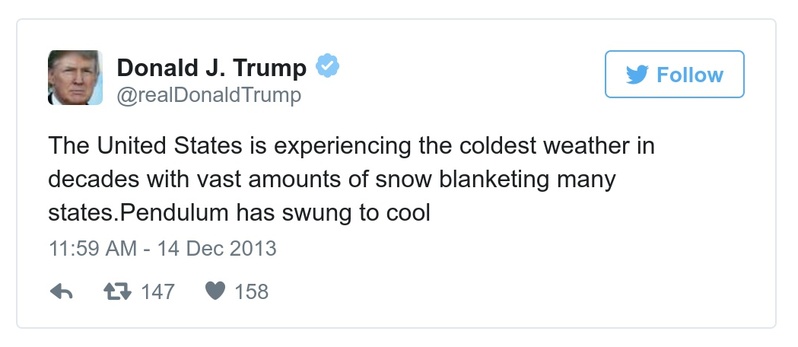 Donald J. Trump
@realDonaldTrump
Follow
The United States is experiencing the coldest weather in
decades with vast amounts of snow blanketing many
states.Pendulum has swung to cool
11:59 AM - 14 Dec 2013
147 158